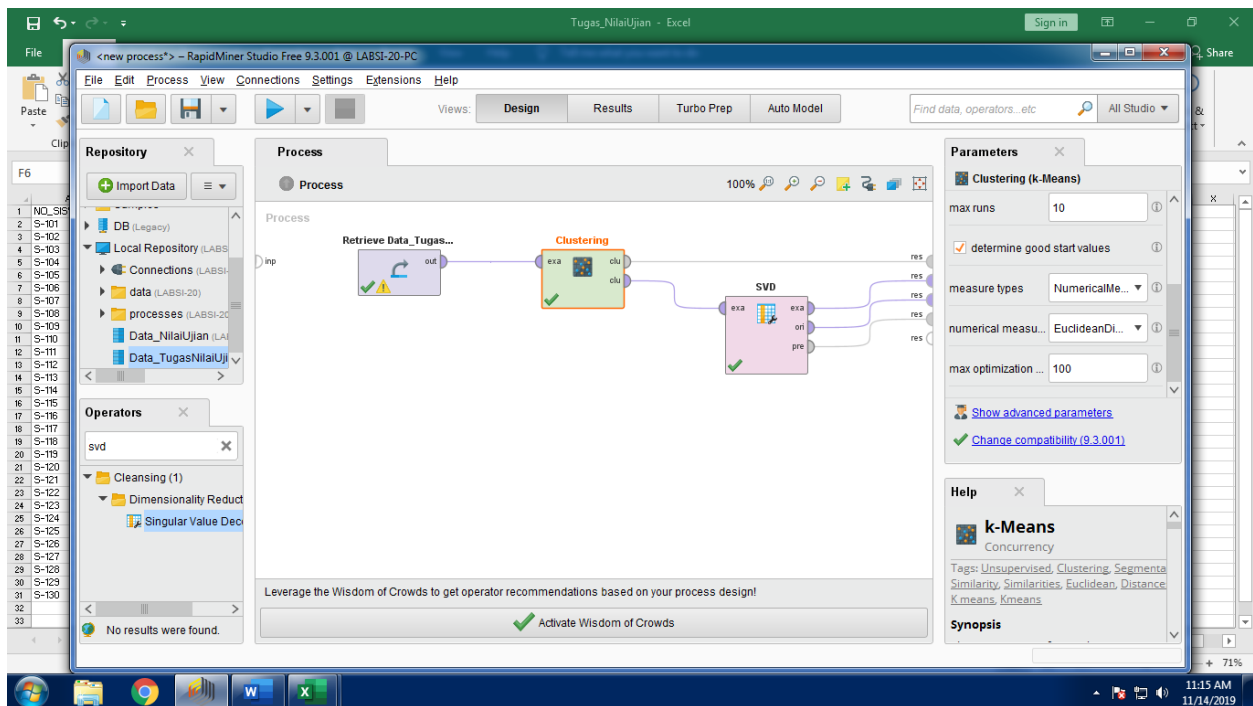 Tugas_NilaiUjian - Excel
Sign in
File
Share
Paste
Clip
F6
X
<new process*> – RapidMiner Studio Free 9.3.001 @ LABSI-20-PC
File Edit Process View Connections Settings Extensions Help
Views: Design Results Turbo Prep Auto Model
Find data, operators...etc
All Studio
Repository
Import Data
DB (Legacy)
Local Repository (LABS
Connections (LABSI-
data (LABSI-20)
processes (LABSI-20
Data_NilaiUjian (LAI
Data_TugasNilaiUji
Operators
svd
Cleansing (1)
Dimensionality Reduct
Singular Value Deco
No results were found.
Process
Process
100%
Process
inp
Retrieve Data_Tugas...
out
Clustering
exa clu
clu
SVD
exa exa
ori
pre
res
res
res
res
res
Leverage the Wisdom of Crowds to get operator recommendations based on your process design!
Activate Wisdom of Crowds
Parameters
Clustering (k-Means)
max runs 10
determine good start values
measure types NumericalMe...
numerical measu... EuclideanDi...
max optimization ... 100
Show advanced parameters
Change compatibility (9.3.001)
Help
k-Means
Concurrency
Tags: Unsupervised, Clustering, Segmenta
Similarity, Similarities, Euclidean, Distance
K means, Kmeans
Synopsis
1 NO_SIS
2 S-101
3 S-102
4 S-103
5 S-104
6 S-105
7 S-106
8 S-107
9 S-108
10 S-109
11 S-110
12 S-111
13 S-112
14 S-113
15 S-114
16 S-115
17 S-116
18 S-117
19 S-118
20 S-119
21 S-120
22 S-121
23 S-122
24 S-123
25 S-124
26 S-125
27 S-126
28 S-127
29 S-128
30 S-129
31 S-130
32
33
71%
11:15 AM
11/14/2019